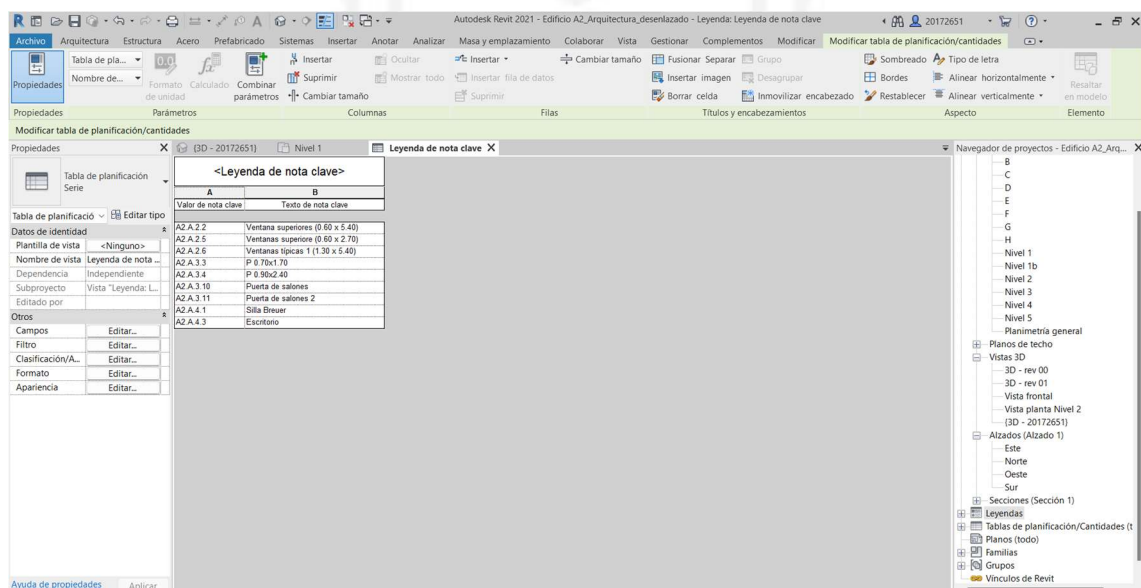 Autodesk Revit 2021 - Edificio A2_Arquitectura_desenlazado - Leyenda: Leyenda de nota clave
20172651
Archivo Arquitectura Estructura Acero Prefabricado Sistemas Insertar Anotar Analizar Masa y emplazamiento Colaborar Vista Gestionar Complementos Modificar Modificar tabla de planificación/cantidades
Propiedades
Tabla de pla...
Nombre de...
Formato de unidad
Calculado
Combinar parámetros
Insertar
Suprimir
Cambiar tamaño
Ocultar
Mostrar todo
Insertar
Insertar fila de datos
Suprimir
Cambiar tamaño
Fusionar Separar Grupo
Insertar imagen Desagrupar
Borrar celda Inmovilizar encabezado
Sombreado Tipo de letra
Bordes Alinear horizontalmente
Restablecer Alinear verticalmente
Resaltar en modelo
Propiedades Parámetros Columnas Filas Títulos y encabezamientos Aspecto Elemento
Modificar tabla de planificación/cantidades
Propiedades
{3D - 20172651} Nivel 1 Leyenda de nota clave
Navegador de proyectos - Edificio A2_Arq...
Tabla de planificación
Serie
Tabla de planificació Editar tipo
Datos de identidad
Plantilla de vista <Ninguno>
Nombre de vista Leyenda de nota ...
Dependencia Independiente
Subproyecto Vista "Leyenda: L...
Editado por
Otros
Campos Editar...
Filtro Editar...
Clasificación/A... Editar...
Formato Editar...
Apariencia Editar...
Ayuda de propiedades Aplicar
<Leyenda de nota clave>
A B
Valor de nota clave Texto de nota clave
A2.A.2.2 Ventana superiores (0.60 x 5.40)
A2.A.2.5 Ventanas superiore (0.60 x 2.70)
A2.A.2.6 Ventanas típicas 1 (1.30 x 5.40)
A2.A.3.3 P 0.70x1.70
A2.A.3.4 P 0.90x2.40
A2.A.3.10 Puerta de salones
A2.A.3.11 Puerta de salones 2
A2.A.4.1 Silla Breuer
A2.A.4.3 Escritorio
B
C
D
E
F
G
H
Nivel 1
Nivel 1b
Nivel 2
Nivel 3
Nivel 4
Nivel 5
Planimetría general
Planos de techo
Vistas 3D
3D - rev 00
3D - rev 01
Vista frontal
Vista planta Nivel 2
{3D - 20172651}
Alzados (Alzado 1)
Este
Norte
Oeste
Sur
Secciones (Sección 1)
Leyendas
Tablas de planificación/Cantidades (t
Planos (todo)
Familias
Grupos
Vínculos de Revit